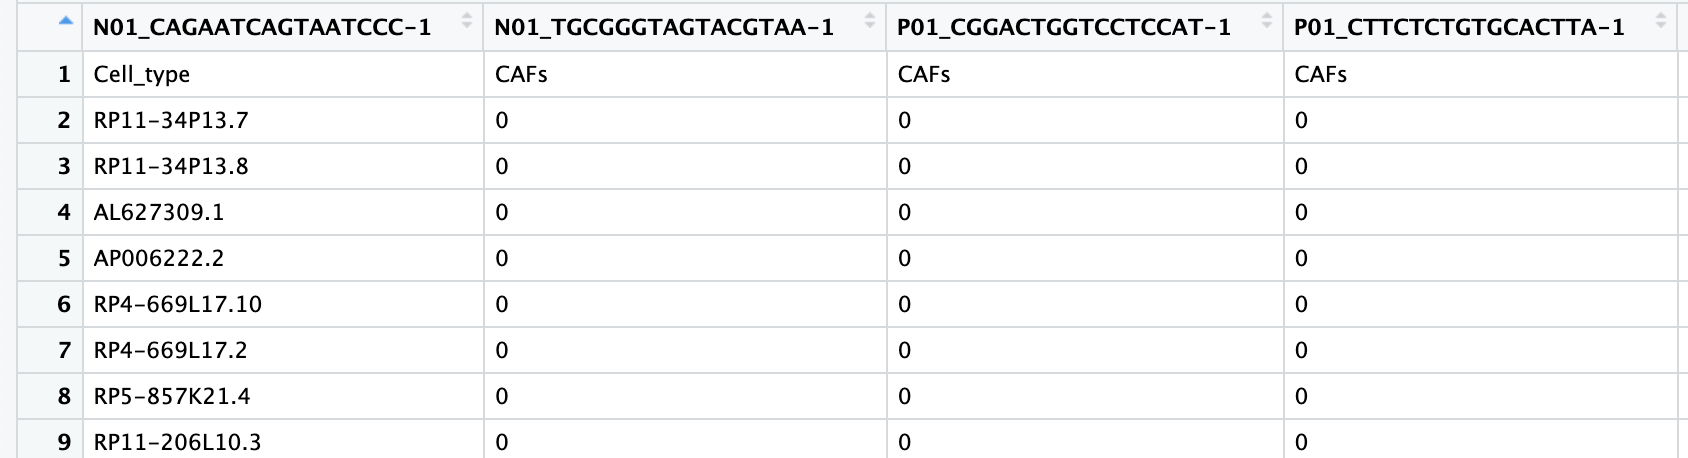 N01_CAGAATCAGTAATCCC-1 N01_TGCGGGTAGTACGTAA-1 P01_CGGACTGGTCCTCCAT-1 P01_CTTCTCTGTGCACTTA-1
1 Cell_type CAFs CAFs CAFs
2 RP11-34P13.7 0 0 0
3 RP11-34P13.8 0 0 0
4 AL627309.1 0 0 0
5 AP006222.2 0 0 0
6 RP4-669L17.10 0 0 0
7 RP4-669L17.2 0 0 0
8 RP5-857K21.4 0 0 0
9 RP11-206L10.3 0 0 0